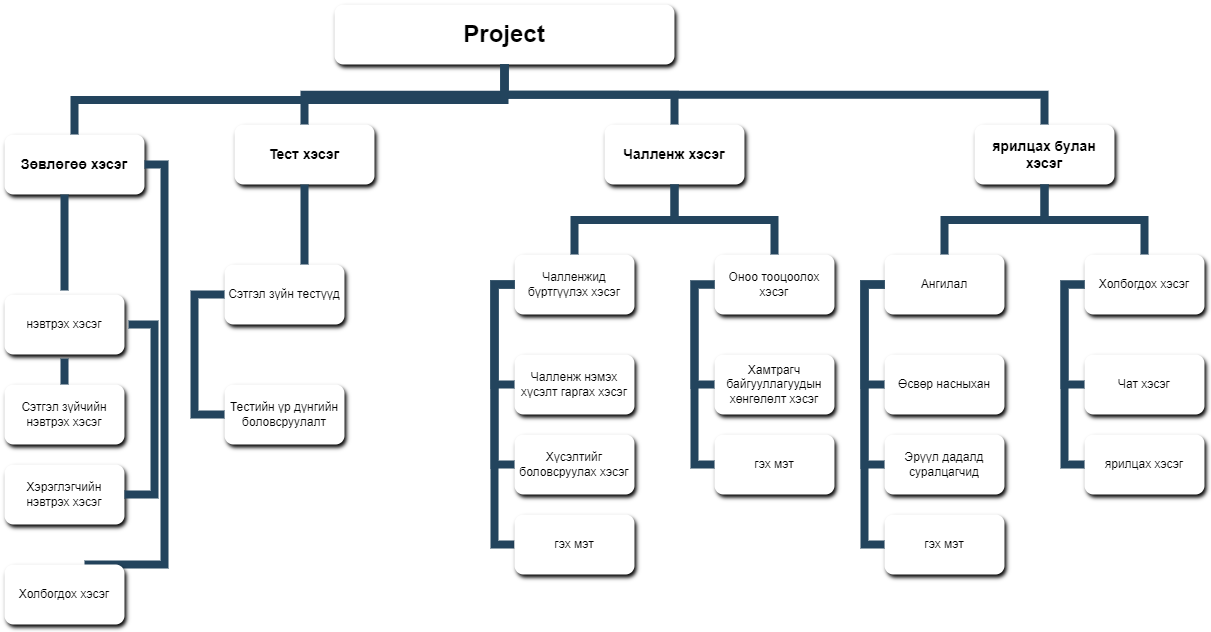 Project
Зөвлөгөө хэсэг
Тест хэсэг
Чалленж хэсэг
ярилцах булан
хэсэг
нэвтрэх хэсэг
Сэтгэл зүйчийн
нэвтрэх хэсэг
Хэрэглэгчийн
нэвтрэх хэсэг
Холбогдох хэсэг
Сэтгэл зүйн тестүүд
Тестийн үр дүнгийн
боловсруулалт
Чалленжид
бүртгүүлэх хэсэг
Чалленж нэмэх
хүсэлт гаргах хэсэг
Хүсэлтийг
боловсруулах хэсэг
гэх мэт
Оноо тооцоолох
хэсэг
Хамтрагч
байгууллагуудын
хөнгөлөлт хэсэг
гэх мэт
Ангилал
Өсвөр насныхан
Эрүүл дадалд
суралцагчид
гэх мэт
Холбогдох хэсэг
Чат хэсэг
ярилцах хэсэг